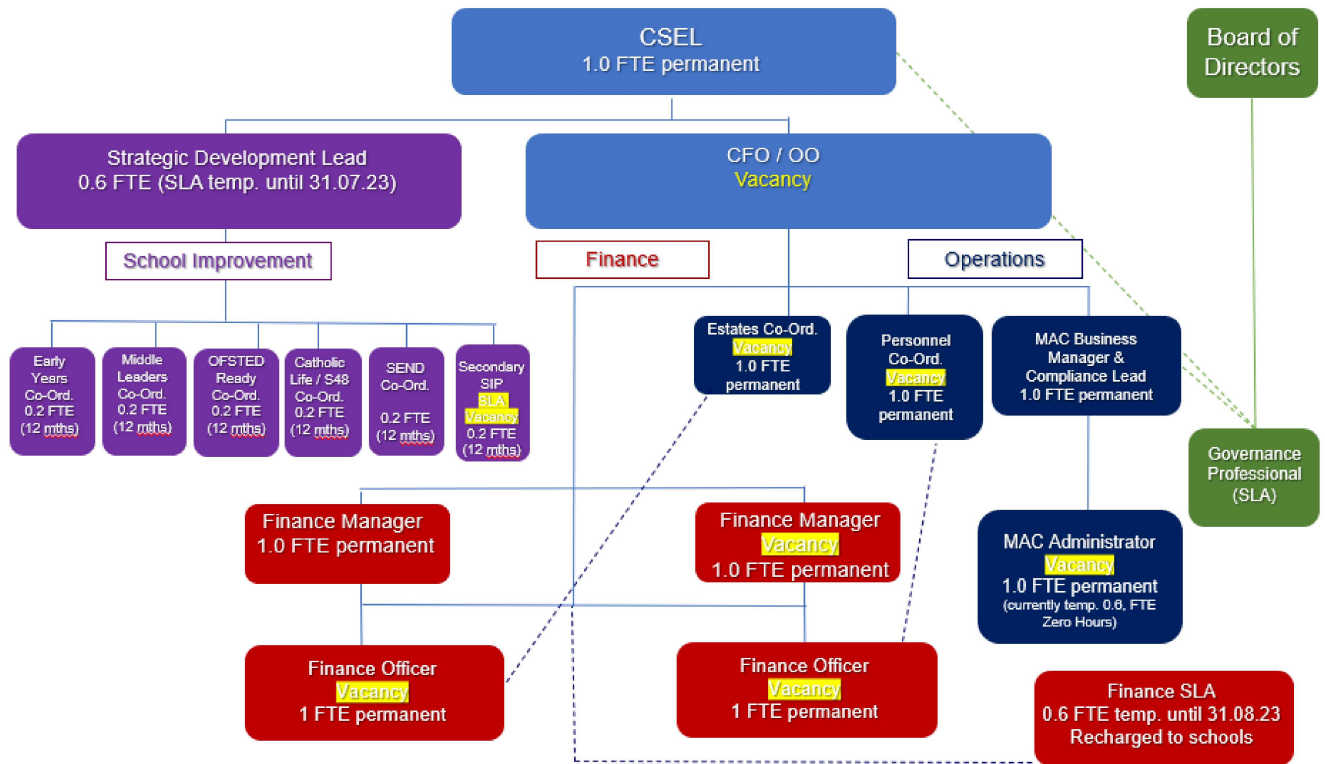 CSEL
1.0 FTE permanent
Board of
Directors
Strategic Development Lead
0.6 FTE (SLA temp. until 31.07.23)
CFO / OO
Vacancy
School Improvement
Finance
Operations
Early
Years
Co-Ord.
0.2 FTE
(12 mths)
Middle
Leaders
Co-Ord.
0.2 FTE
(12 mths)
OFSTED
Ready
Co-Ord.
0.2 FTE
(12 mths)
Catholic
Life / S48
Co-Ord.
0.2 FTE
(12 mths)
SEND
Co-Ord.
0.2 FTE
(12 mths)
Secondary
SIP
SLA
Vacancy
0.2 FTE
(12 mths)
Estates Co-Ord.
Vacancy
1.0 FTE
permanent
Personnel
Co-Ord.
Vacancy
1.0 FTE
permanent
MAC Business
Manager &
Compliance Lead
1.0 FTE permanent
Governance
Professional
(SLA)
Finance Manager
1.0 FTE permanent
Finance Manager
Vacancy
1.0 FTE permanent
MAC Administrator
Vacancy
1.0 FTE permanent
(currently temp. 0.6, FTE
Zero Hours)
Finance Officer
Vacancy
1 FTE permanent
Finance Officer
Vacancy
1 FTE permanent
Finance SLA
0.6 FTE temp. until 31.08.23
Recharged to schools